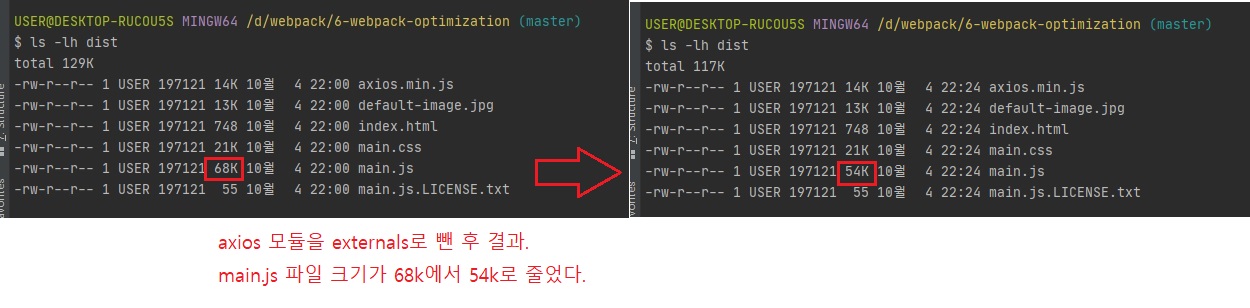 USER@DESKTOP-RUCOU5S MINGW64 /d/webpack/6-webpack-optimization (master)
$ ls -lh dist
total 129K
-rw-r--r-- 1 USER 197121 14K 10월  4 22:00 axios.min.js
-rw-r--r-- 1 USER 197121 13K 10월  4 22:00 default-image.jpg
-rw-r--r-- 1 USER 197121 748 10월  4 22:00 index.html
-rw-r--r-- 1 USER 197121 21K 10월  4 22:00 main.css
-rw-r--r-- 1 USER 197121 68K 10월  4 22:00 main.js
-rw-r--r-- 1 USER 197121  55 10월  4 22:00 main.js.LICENSE.txt
USER@DESKTOP-RUCOU5S MINGW64 /d/webpack/6-webpack-optimization (master)
$ ls -lh dist
total 117K
-rw-r--r-- 1 USER 197121 14K 10월  4 22:24 axios.min.js
-rw-r--r-- 1 USER 197121 13K 10월  4 22:24 default-image.jpg
-rw-r--r-- 1 USER 197121 748 10월  4 22:24 index.html
-rw-r--r-- 1 USER 197121 21K 10월  4 22:24 main.css
-rw-r--r-- 1 USER 197121 54K 10월  4 22:24 main.js
-rw-r--r-- 1 USER 197121  55 10월  4 22:24 main.js.LICENSE.txt
axios 모듈을 externals로 뺀 후 결과.
main.js 파일 크기가 68k에서 54k로 줄었다.